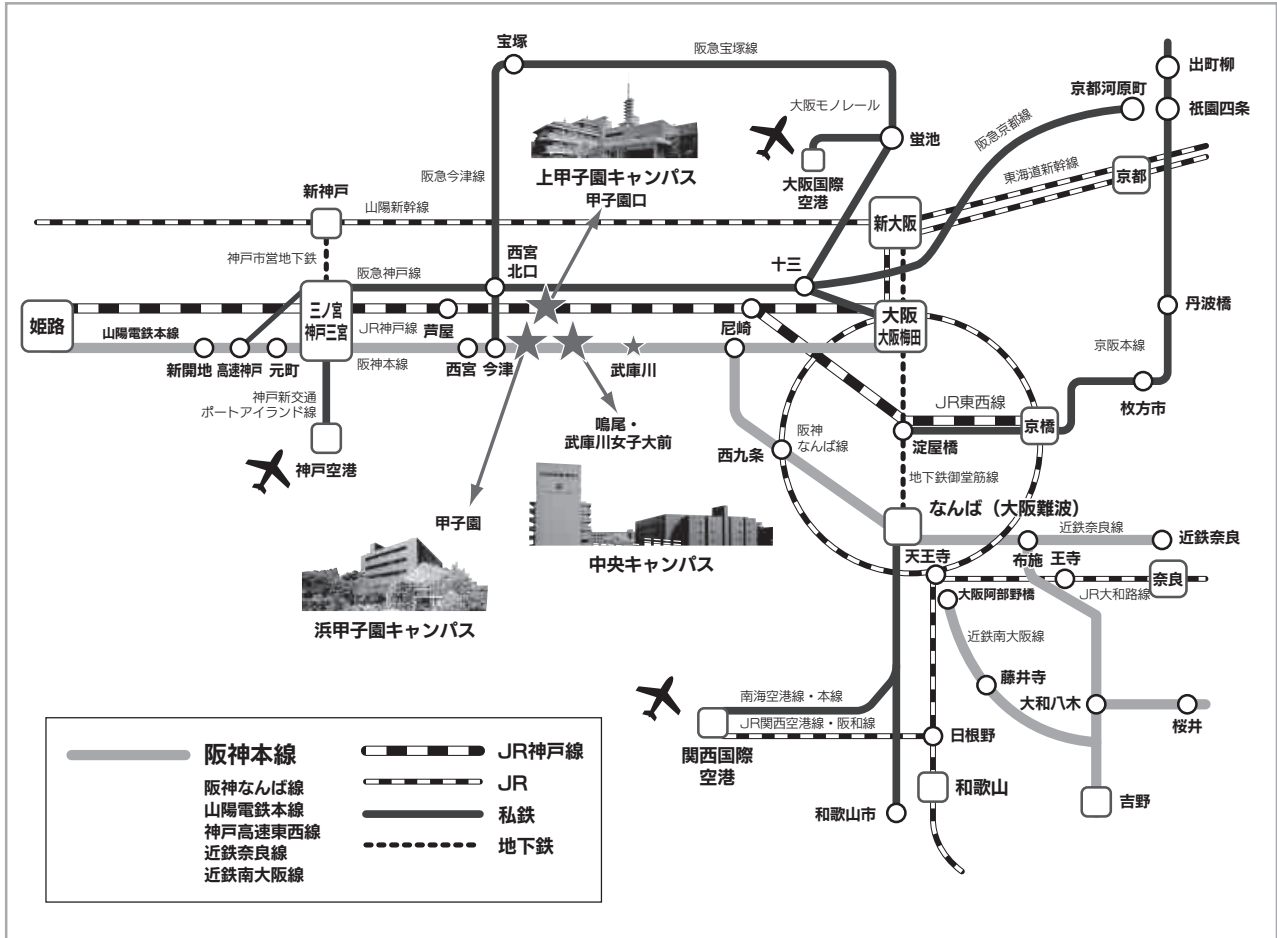 宝塚
阪急宝塚線
出町柳
京都河原町
祇園四条
大阪モノレール
阪急京都線
蛍池
東海道新幹線
京都
上甲子園キャンパス
甲子園口
大阪国際
空港
阪急今津線
新神戸
山陽新幹線
新大阪
神戸市営地下鉄
西宮
北口
十三
阪急神戸線
三ノ宮
神戸三宮
姫路
山陽電鉄本線
JR神戸線
芦屋
尼崎
大阪
大阪梅田
丹波橋
京阪本線
新開地
高速神戸
元町
阪神本線
西宮
今津
武庫川
神戸新交通
ポートアイランド線
枚方市
JR東西線
京橋
鳴尾・
武庫川女子大前
阪神
なんば線
西九条
淀屋橋
神戸空港
地下鉄御堂筋線
甲子園
なんば（大阪難波）
近鉄奈良線
近鉄奈良
布施
王寺
奈良
天王寺
中央キャンパス
大阪阿部野橋
JR大和路線
浜甲子園キャンパス
近鉄南大阪線
藤井寺
大和八木
桜井
南海空港線・本線
JR関西空港線・阪和線
関西国際
空港
日根野
和歌山
和歌山市
吉野
阪神本線
阪神なんば線
山陽電鉄本線
神戸高速東西線
近鉄奈良線
近鉄南大阪線
JR神戸線
JR
私鉄
地下鉄